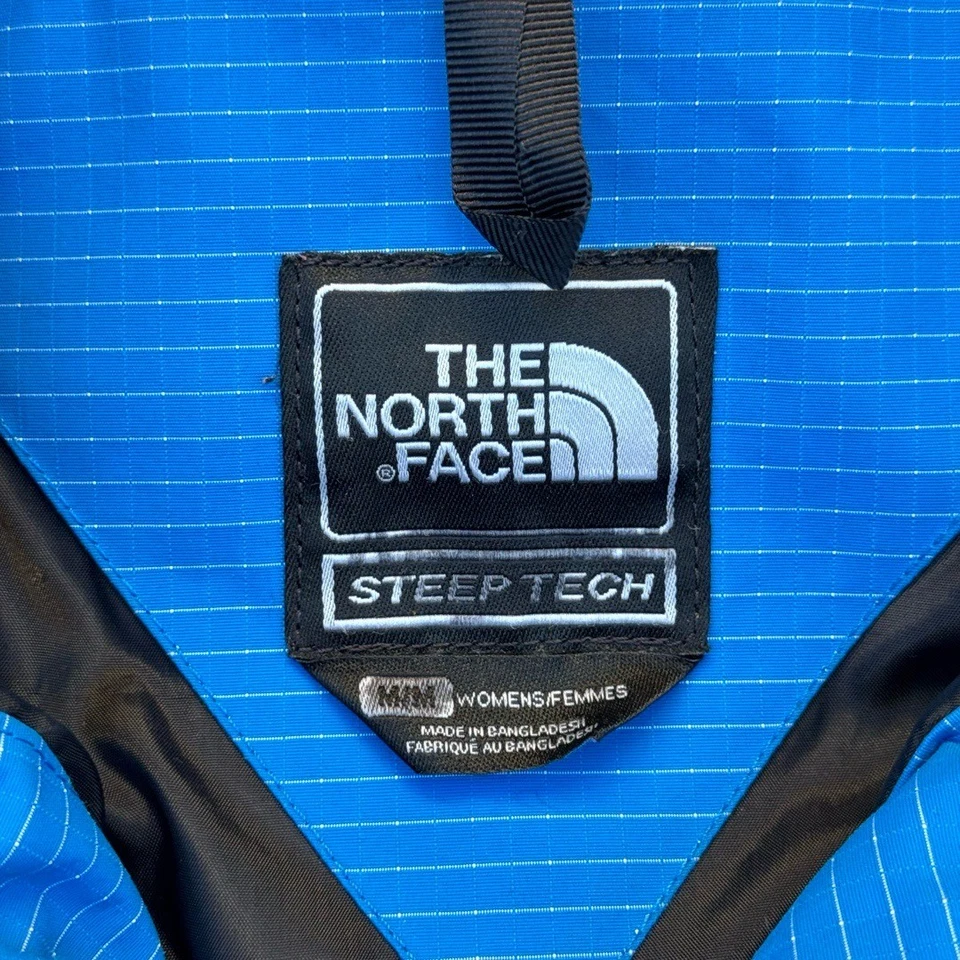 THE
NORTH
®FACE
STEEP TECH
M/M WOMENS/FEMMES
MADE IN BANGLADESH
FABRIQUÉ AU BANGLADESH